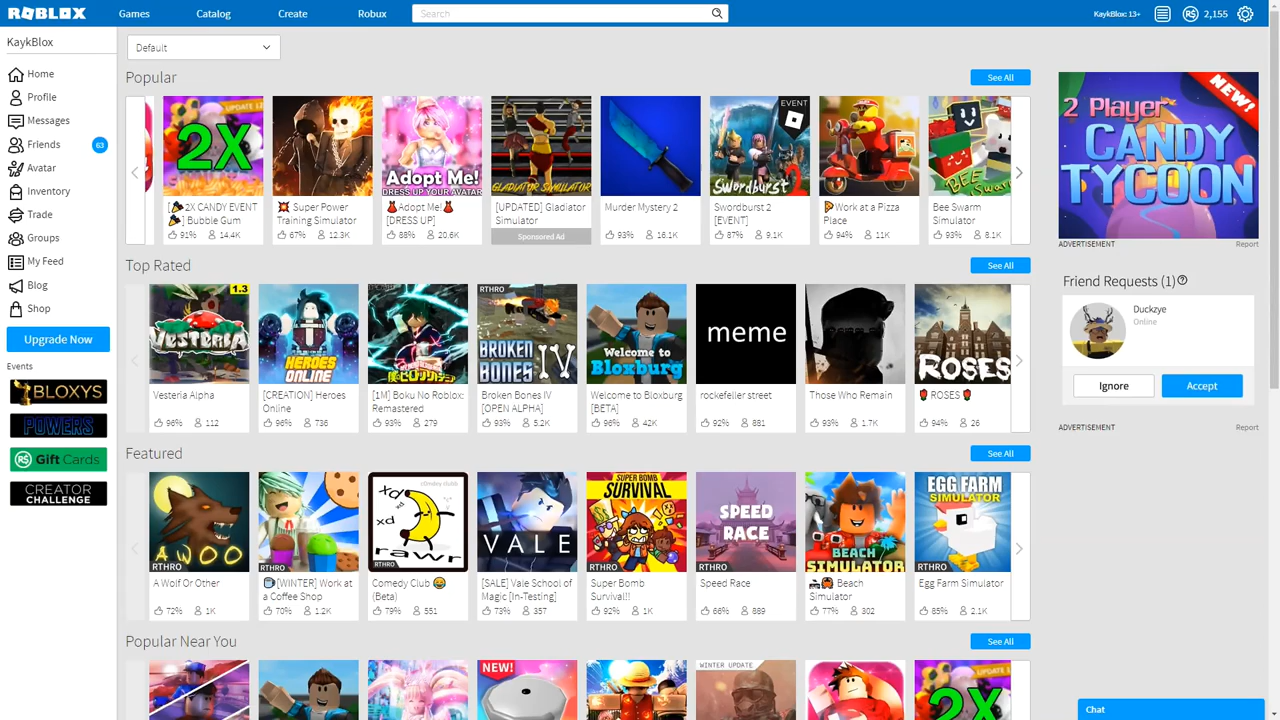 ROBLOX
Games
Catalog
Create
Robux
Search
KaykBlox: 13+
2,155
KaykBlox
Home
Profile
Messages
Friends
63
Avatar
Inventory
Trade
Groups
My Feed
Blog
Shop
Upgrade Now
Events
BLOXYS
POWERS
Gift Cards
CREATOR
CHALLENGE
Default
Popular
See All
2X
Adopt Me!
DRESS UP YOUR AVATAR
GLADIATOR SIMULATOR
EVENT
Swordburst 2
BEE Swarm
[🎉2X CANDY EVENT
🎉] Bubble Gum
91% 14.4K
💥 Super Power
Training Simulator
67% 12.3K
👗Adopt Me!👗
[DRESS UP]
88% 20.6K
[UPDATED] Gladiator
Simulator
Sponsored Ad
Murder Mystery 2
93% 16.1K
Swordburst 2
[EVENT]
87% 9.1K
🍕Work at a Pizza
Place
94% 11K
Bee Swarm
Simulator
93% 8.1K
Top Rated
See All
1.3
VESTERIA
HEROES
ONLINE
RTHRO
BROKEN
BONES IV
Welcome to
Bloxburg
meme
ROSES
Vesteria Alpha
96% 112
[CREATION] Heroes
Online
96% 736
[1M] Boku No Roblox:
Remastered
93% 279
Broken Bones IV
[OPEN ALPHA]
93% 5.2K
Welcome to Bloxburg
[BETA]
96% 42K
rockefeller street
92% 881
Those Who Remain
93% 1.7K
🌹 ROSES 🌹
94% 26
Featured
See All
AWOO
RTHRO
RTHRO
xd
xd
xd
rawr
RTHRO
VALE
SUPER BOMB
SURVIVAL
SPEED
RACE
RTHRO
BEACH
SIMULATOR
EGG FARM
SIMULATOR
RTHRO
A Wolf Or Other
72% 1K
[WINTER] Work at
a Coffee Shop
70% 1.2K
Comedy Club 😄
(Beta)
79% 551
[SALE] Vale School of
Magic [In-Testing]
73% 357
Super Bomb
Survival!!
92% 1K
Speed Race
66% 889
Beach
Simulator
77% 302
Egg Farm Simulator
85% 2.1K
Popular Near You
See All
NEW!
WINTER UPDATE
2X
NEW!
2 Player
CANDY
TYCOON
ADVERTISEMENT
Report
Friend Requests (1)
Duckzye
Online
Ignore
Accept
ADVERTISEMENT
Report
Chat